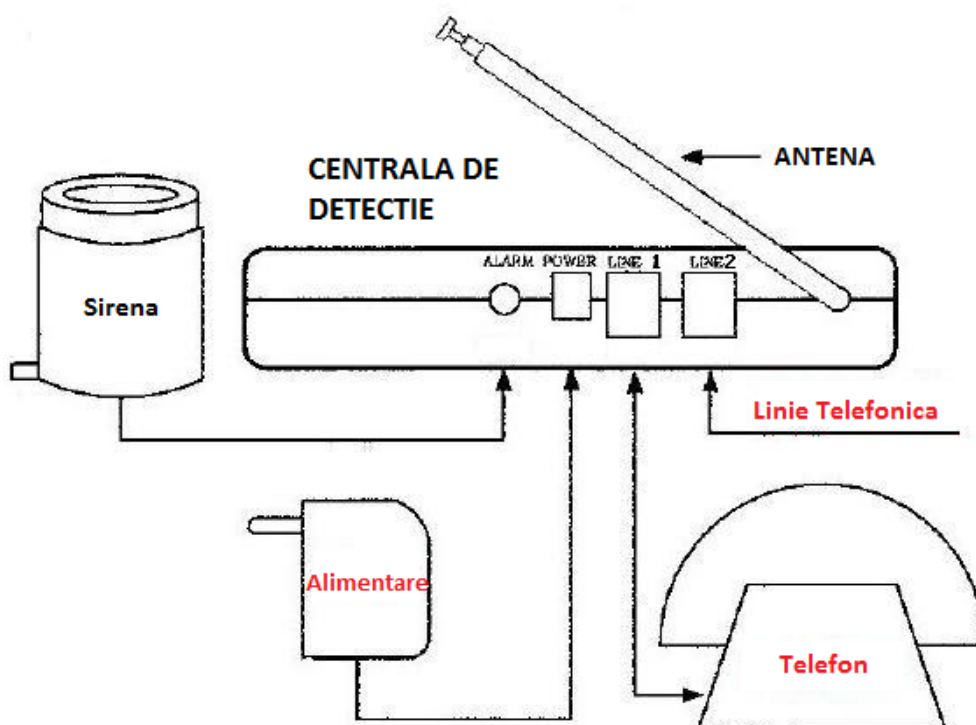 CENTRALA DE
DETECTIE
ANTENA
ALARM POWER LINE 1 LINE2
Sirena
Linie Telefonica
Alimentare
Telefon